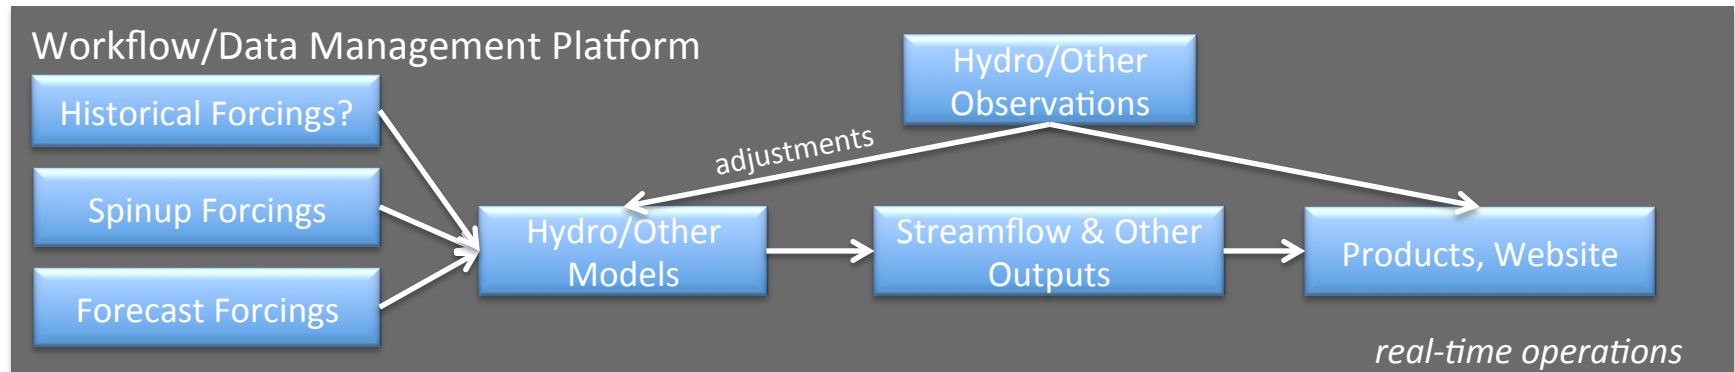 Workflow/Data Management Platform
Historical Forcings?
Spinup Forcings
Forecast Forcings
Hydro/Other
Observations
adjustments
Hydro/Other
Models
Streamflow & Other
Outputs
Products, Website
real-time operations